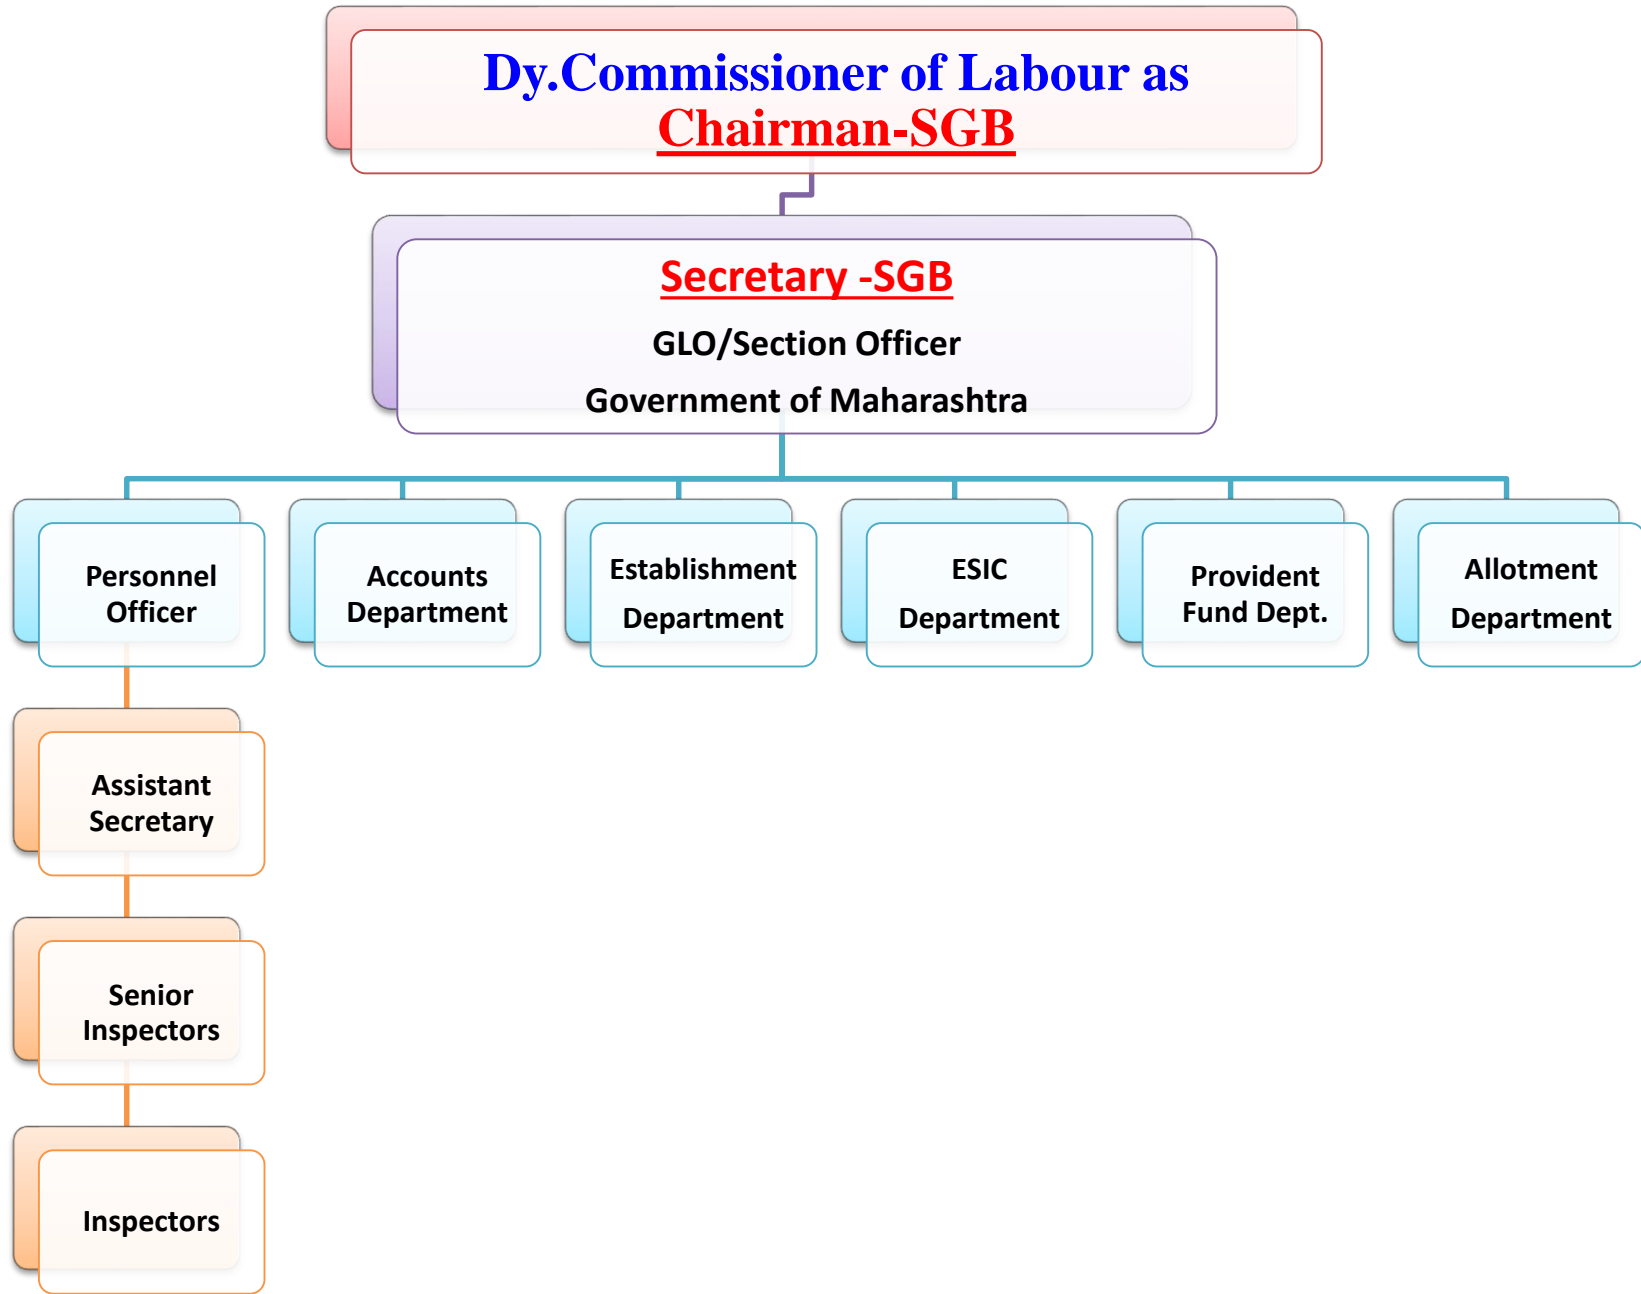 Dy.Commissioner of Labour as
Chairman-SGB
Secretary -SGB
GLO/Section Officer
Government of Maharashtra
Personnel
Officer
Accounts
Department
Establishment
Department
ESIC
Department
Provident
Fund Dept.
Allotment
Department
Assistant
Secretary
Senior
Inspectors
Inspectors